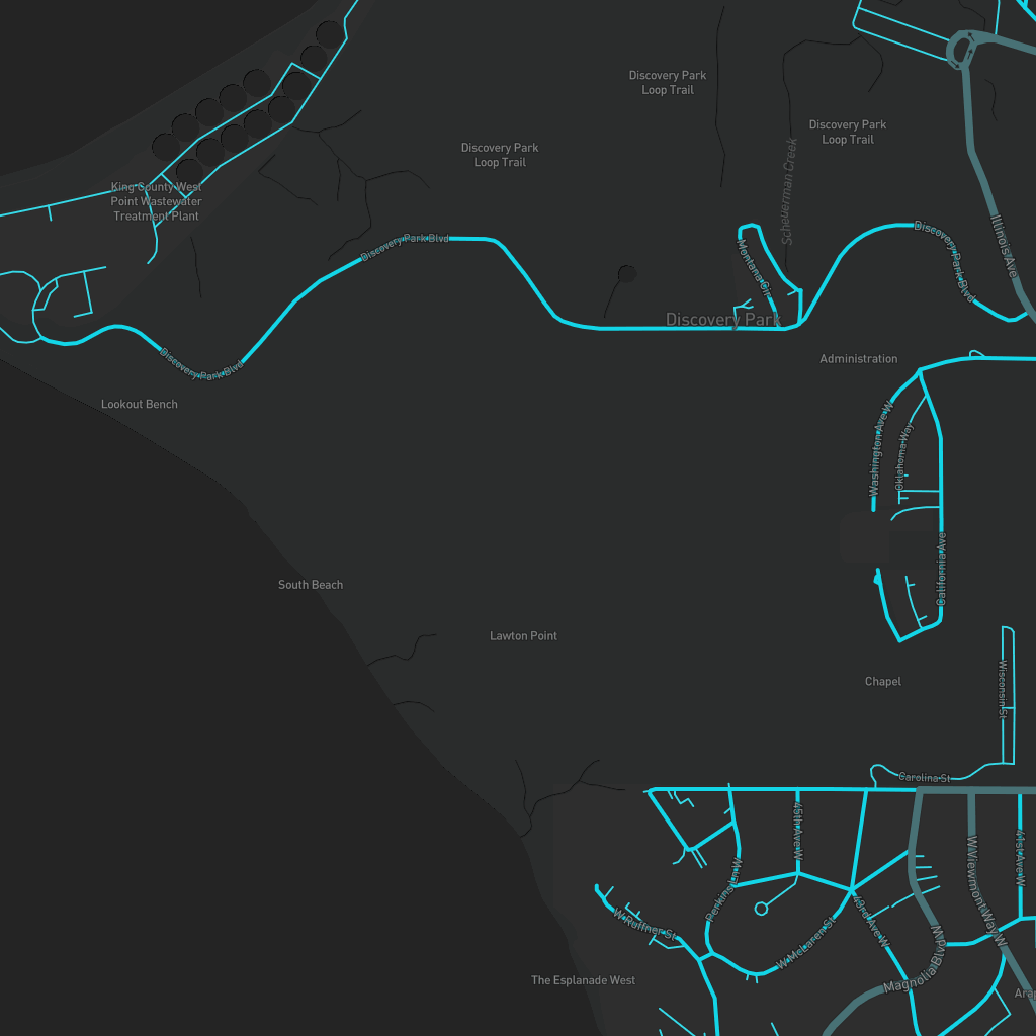 Discovery Park
Loop Trail
Discovery Park
Loop Trail
Discovery Park
Loop Trail
Scheuerman Creek
King County West
Point Wastewater
Treatment Plant
Illinois Ave
Discovery Park Blvd
Discovery Park Blvd
Montana Cir
Discovery Park
Discovery Park Blvd
Administration
Lookout Bench
Washington Ave W
Oklahoma Way
California Ave
South Beach
Lawton Point
Chapel
Wisconsin St
Carolina St
45th Ave W
41st Ave W
W Viewmont Way W
Perkins Ln W
43rd Ave W
W Ruffner St
W McLaren St
Magnolia Blvd W
The Esplanade West
Arap